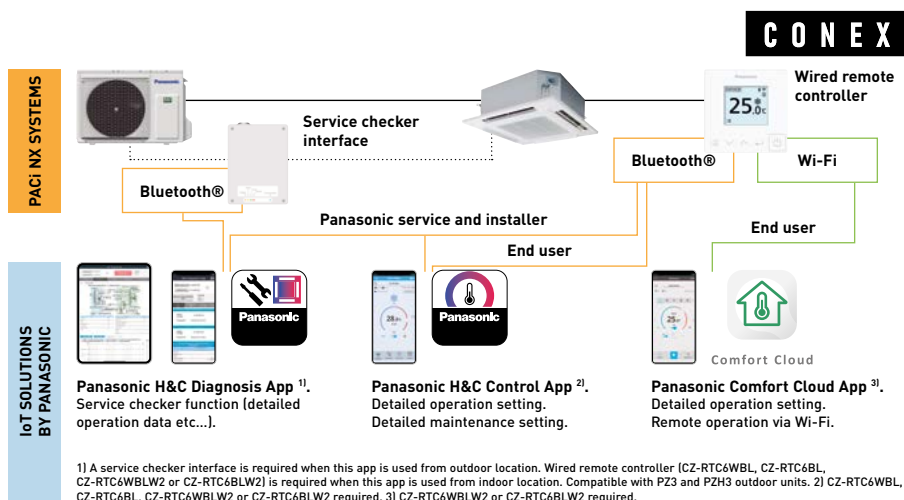 CONEX
PACi NX SYSTEMS
Panasonic
Service checker
interface
Panasonic
25.0c
Wired remote
controller
Bluetooth®
Bluetooth®
Wi-Fi
Panasonic service and installer
End user
End user
IoT SOLUTIONS
BY PANASONIC
Panasonic
28.0
Panasonic
25
Comfort Cloud
Panasonic H&C Diagnosis App 1).
Service checker function (detailed
operation data etc...).
Panasonic H&C Control App 2).
Detailed operation setting.
Detailed maintenance setting.
Panasonic Comfort Cloud App 3).
Detailed operation setting.
Remote operation via Wi-Fi.
1) A service checker interface is required when this app is used from outdoor location. Wired remote controller (CZ-RTC6WBL, CZ-RTC6BL,
CZ-RTC6WBLW2 or CZ-RTC6BLW2) is required when this app is used from indoor location. Compatible with PZ3 and PZH3 outdoor units. 2) CZ-RTC6WBL,
CZ-RTC6BL, CZ-RTC6WBLW2 or CZ-RTC6BLW2 required. 3) CZ-RTC6WBLW2 or CZ-RTC6BLW2 required.